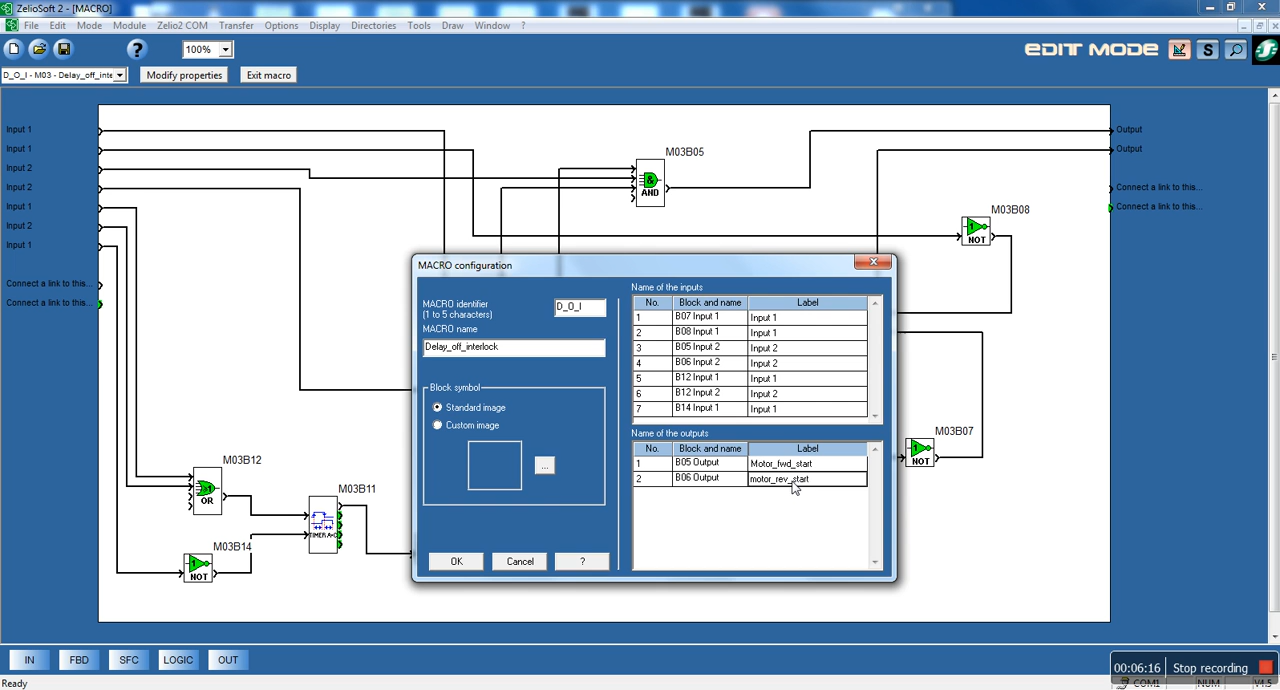 ZelioSoft 2 - [MACRO]
File Edit Mode Module Zelio2 COM Transfer Options Display Directories Tools Draw Window ?
? 100% EDIT MODE S
D_O_I - M03 - Delay_off_inte Modify properties Exit macro
Input 1
Input 1
Input 2
Input 2
Input 1
Input 2
Input 1
Connect a link to this...
Connect a link to this...
M03B05
&
AND
Output
Output
Connect a link to this...
Connect a link to this...
M03B08
1
NOT
M03B07
1
NOT
M03B12
OR
M03B11
TIMER A/C
M03B14
1
NOT
MACRO configuration
MACRO identifier
(1 to 5 characters)
D_O_I
MACRO name
Delay_off_interlock
Block symbol
Standard image
Custom image
...
OK Cancel ?
Name of the inputs
No. Block and name Label
1 B07 Input 1 Input 1
2 B08 Input 1 Input 1
3 B05 Input 2 Input 2
4 B06 Input 2 Input 2
5 B12 Input 1 Input 1
6 B12 Input 2 Input 2
7 B14 Input 1 Input 1
Name of the outputs
No. Block and name Label
1 B05 Output Motor_fwd_start
2 B06 Output motor_rev_start
IN FBD SFC LOGIC OUT
00:06:16 Stop recording
Ready COM1 NUM V4.5